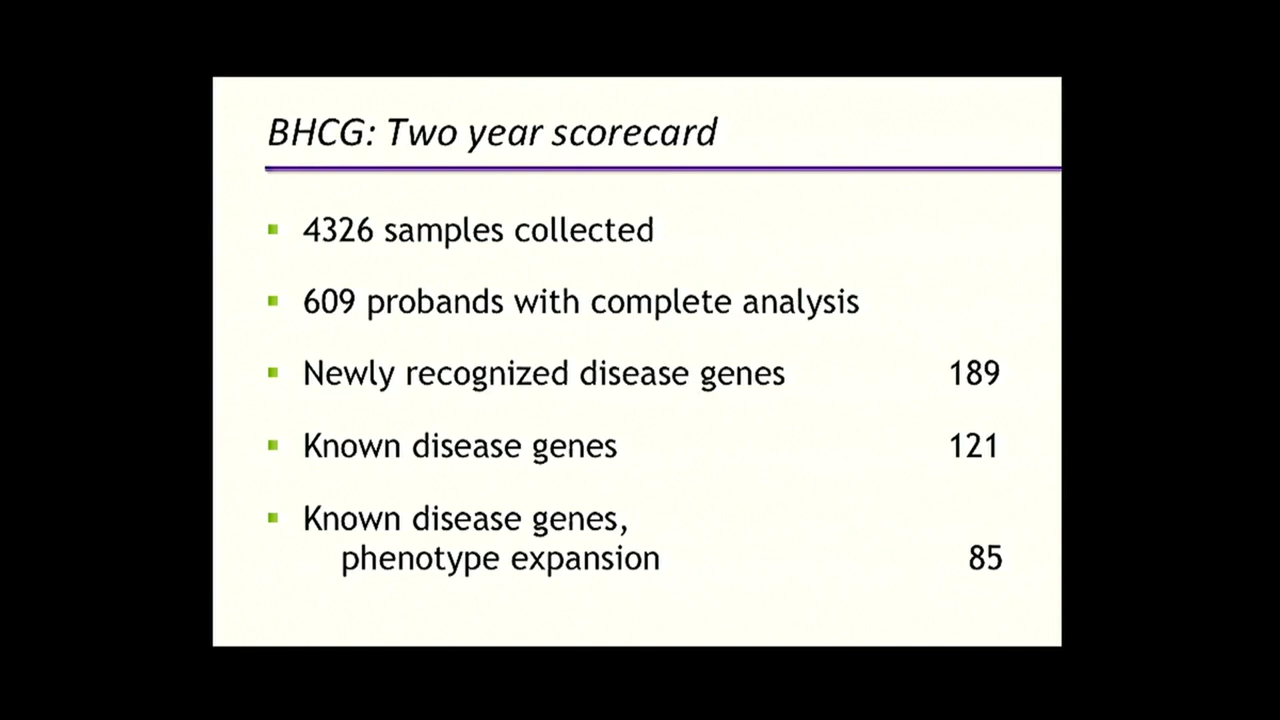 BHCG: Two year scorecard
4326 samples collected
609 probands with complete analysis
Newly recognized disease genes 189
Known disease genes 121
Known disease genes,
phenotype expansion 85